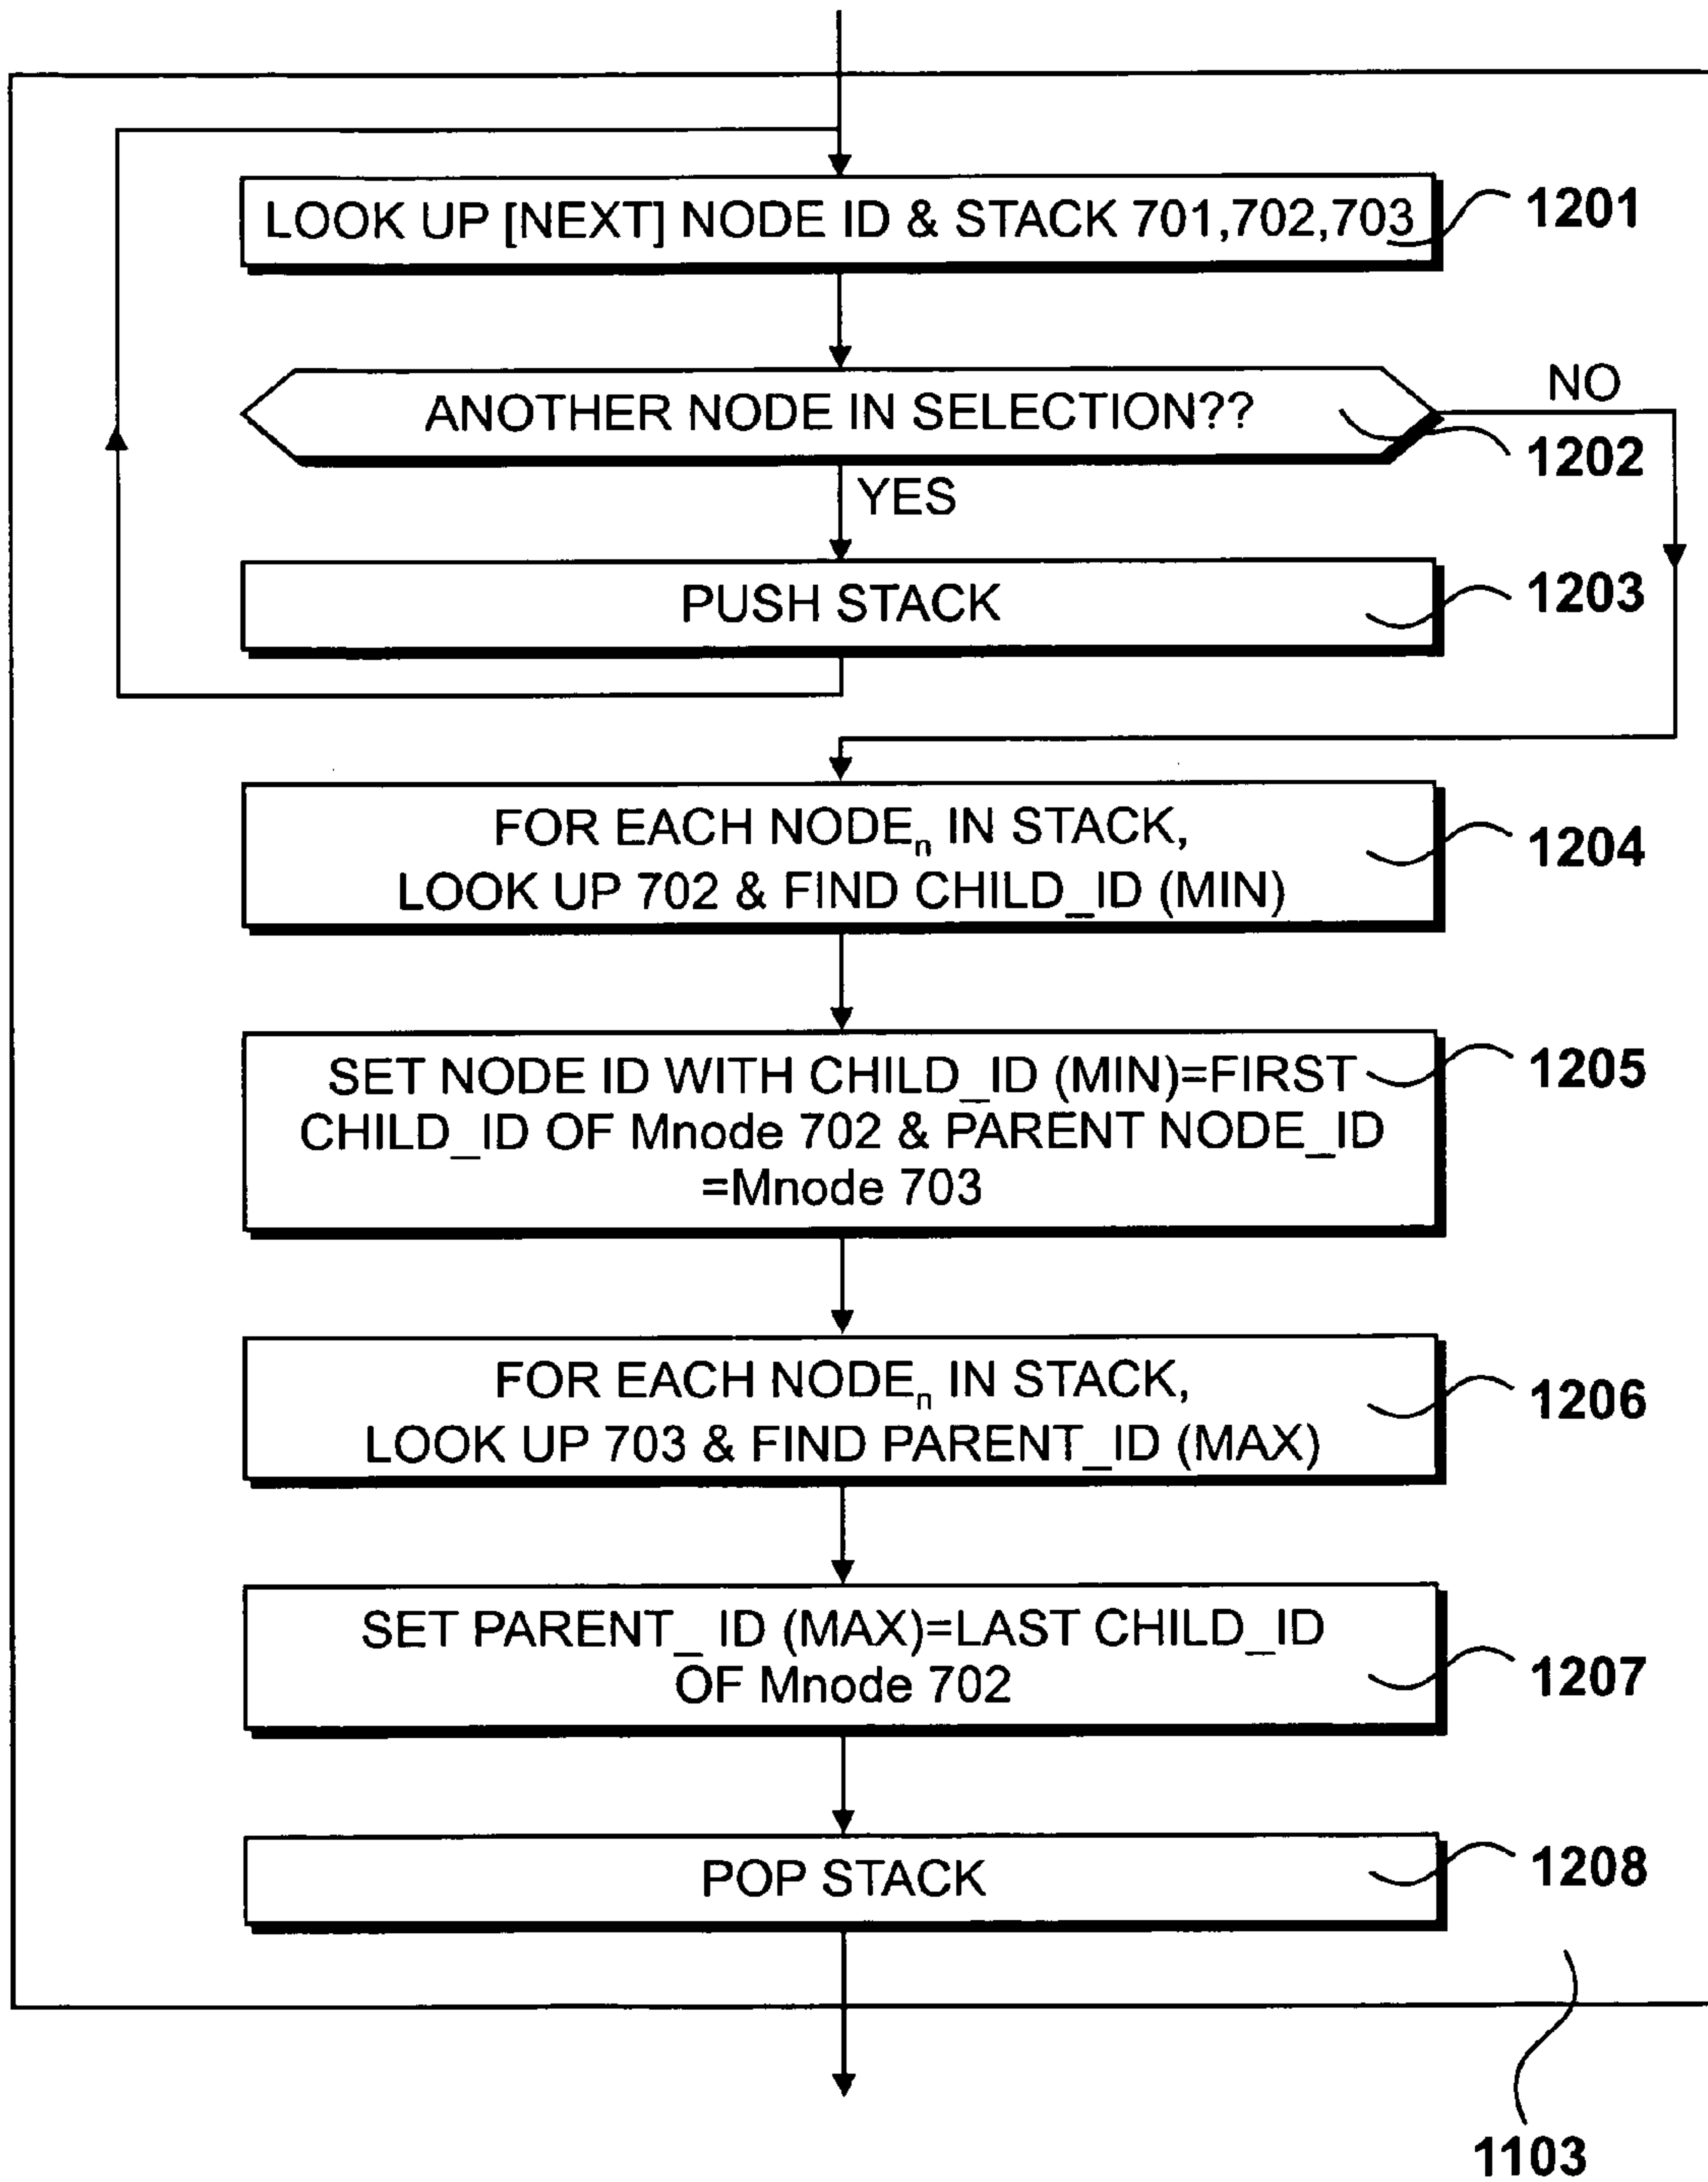 LOOK UP [NEXT] NODE ID & STACK 701,702,703
1201
ANOTHER NODE IN SELECTION??
NO
1202
YES
PUSH STACK
1203
FOR EACH NODEn IN STACK,
LOOK UP 702 & FIND CHILD_ID (MIN)
1204
SET NODE ID WITH CHILD_ID (MIN)=FIRST
CHILD_ID OF Mnode 702 & PARENT NODE_ID
=Mnode 703
1205
FOR EACH NODEn IN STACK,
LOOK UP 703 & FIND PARENT_ID (MAX)
1206
SET PARENT_ ID (MAX)=LAST CHILD_ID
OF Mnode 702
1207
POP STACK
1208
1103